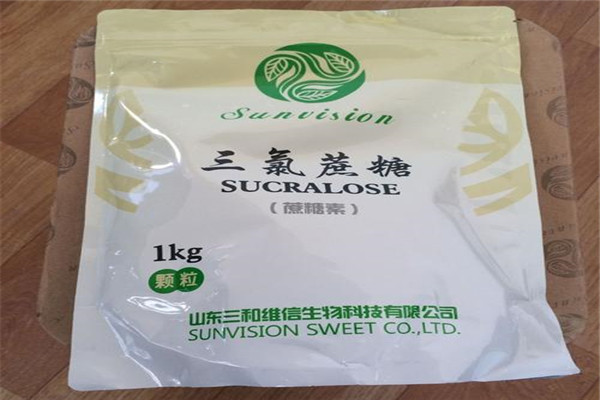 Sunvision
三氯蔗糖
SUCRALOSE
(蔗糖素)
1kg
颗粒
山东三和维信生物科技有限公司
SUNVISION SWEET CO.,LTD.